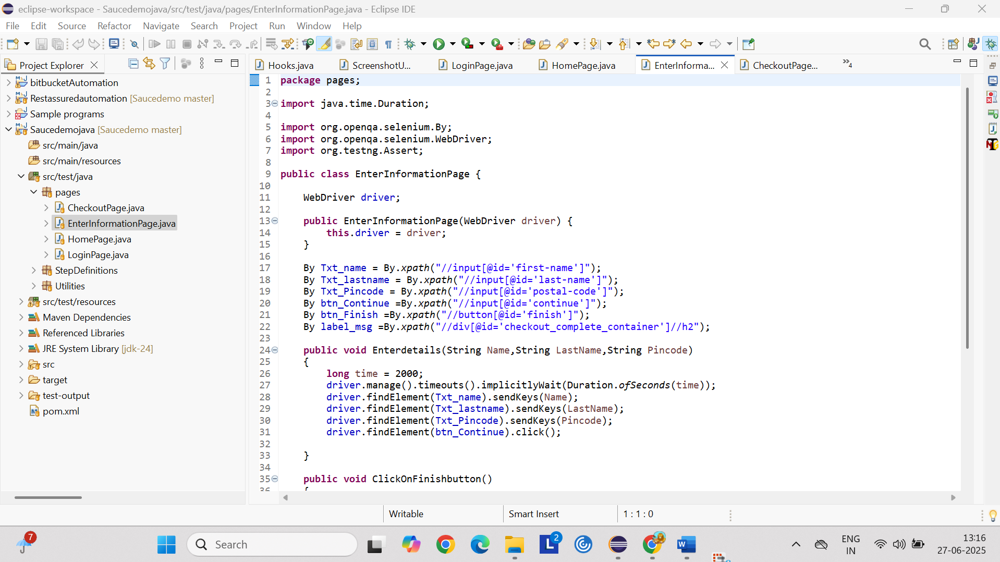 eclipse-workspace - Saucedemojava/src/test/java/pages/EnterInformationPage.java - Eclipse IDE
File Edit Source Refactor Navigate Search Project Run Window Help
Project Explorer
bitbucketAutomation
Restassuredautomation [Saucedemo master]
Sample programs
Saucedemojava [Saucedemo master]
src/main/java
src/main/resources
src/test/java
pages
CheckoutPage.java
EnterInformationPage.java
HomePage.java
LoginPage.java
StepDefinitions
Utilities
src/test/resources
Maven Dependencies
Referenced Libraries
JRE System Library [jdk-24]
src
target
test-output
pom.xml
Hooks.java ScreenshotU... LoginPage.java HomePage.java EnterInforma... CheckoutPage... »4
1 package pages;
2
3 import java.time.Duration;
4
5 import org.openqa.selenium.By;
6 import org.openqa.selenium.WebDriver;
7 import org.testng.Assert;
8
9 public class EnterInformationPage {
10
11 WebDriver driver;
12
13 public EnterInformationPage(WebDriver driver) {
14 this.driver = driver;
15 }
16
17 By Txt_name = By.xpath("//input[@id='first-name']");
18 By Txt_lastname = By.xpath("//input[@id='last-name']");
19 By Txt_Pincode = By.xpath("//input[@id='postal-code']");
20 By btn_Continue =By.xpath("//input[@id='continue']");
21 By btn_Finish =By.xpath("//button[@id='finish']");
22 By label_msg =By.xpath("//div[@id='checkout_complete_container']//h2");
23
24 public void Enterdetails(String Name,String LastName,String Pincode)
25 {
26 long time = 2000;
27 driver.manage().timeouts().implicitlyWait(Duration.ofSeconds(time));
28 driver.findElement(Txt_name).sendKeys(Name);
29 driver.findElement(Txt_lastname).sendKeys(LastName);
30 driver.findElement(Txt_Pincode).sendKeys(Pincode);
31 driver.findElement(btn_Continue).click();
32
33 }
34
35 public void ClickOnFinishbutton()
36 {
Writable Smart Insert 1 : 1 : 0
7
Search
2
ENG
IN
13:16
27-06-2025